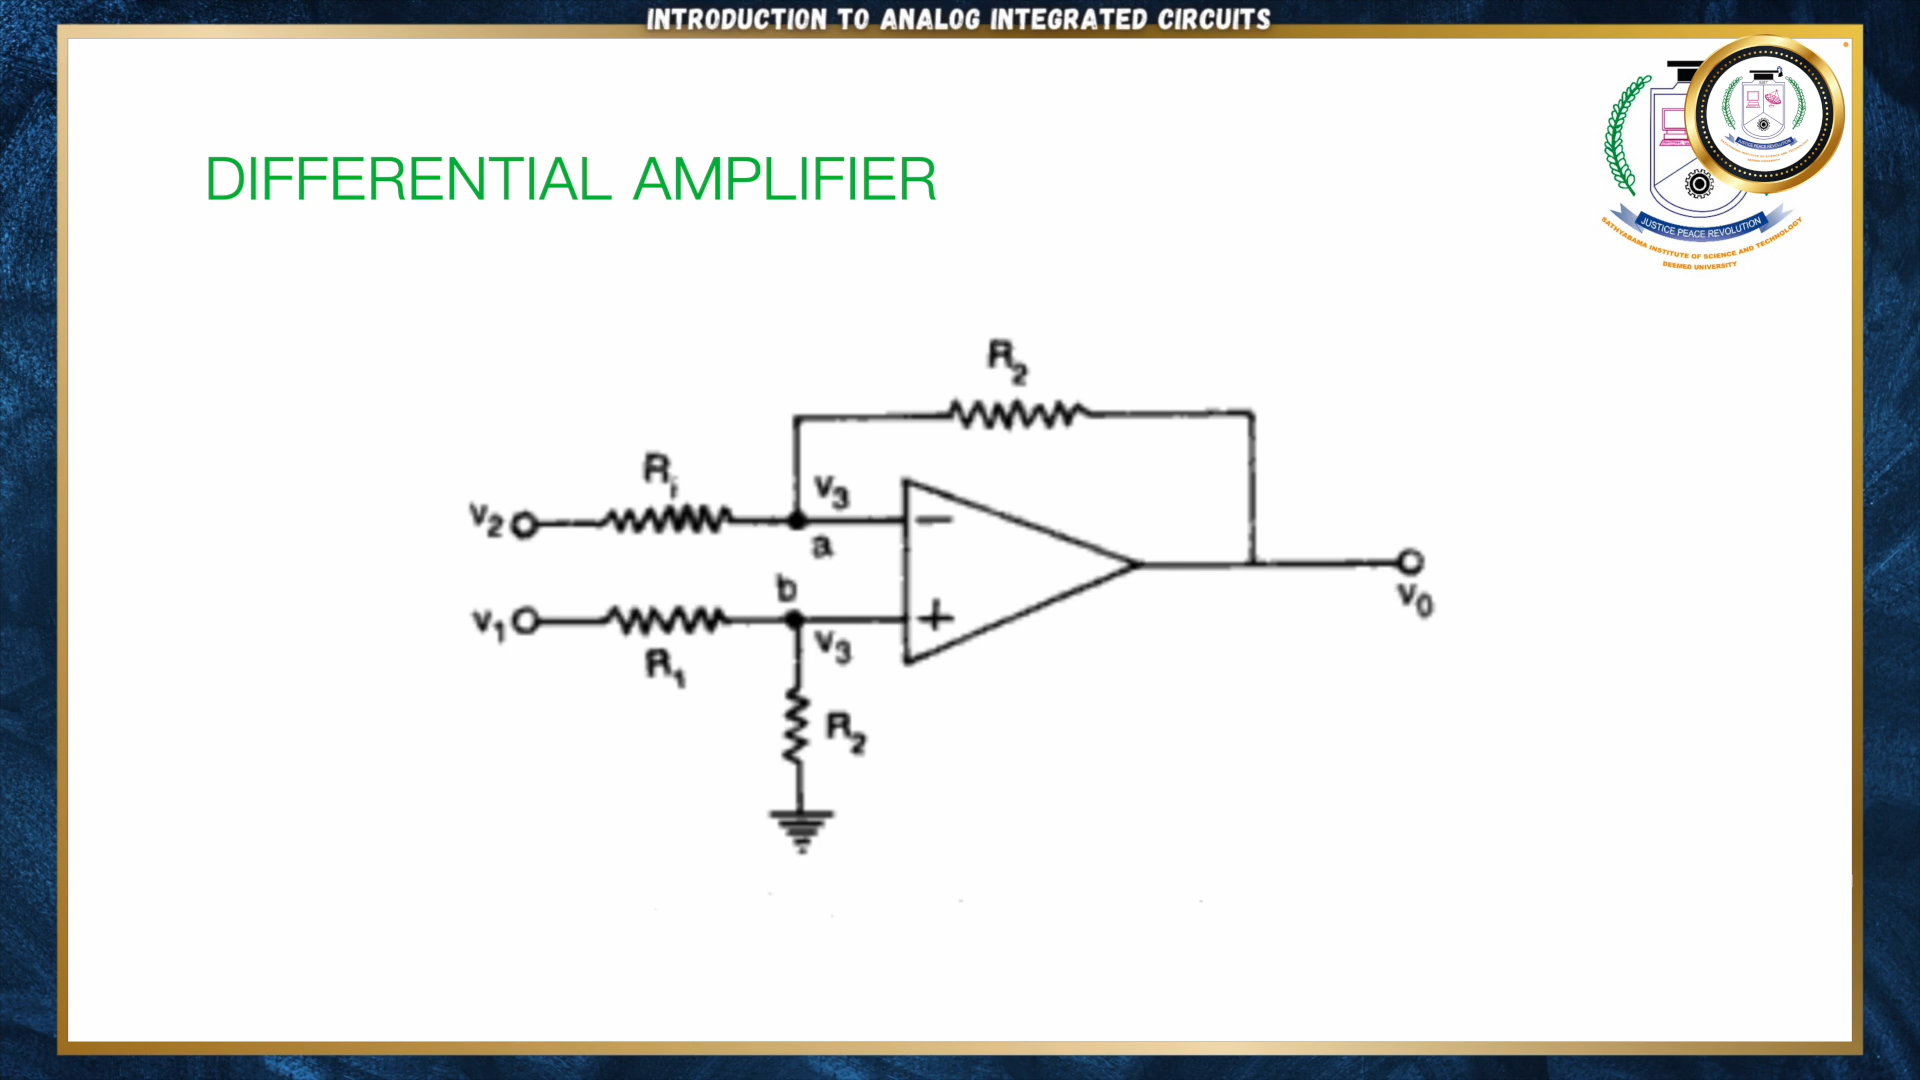 INTRODUCTION TO ANALOG INTEGRATED CIRCUITS
JUSTICE PEACE REVOLUTION
SATHYABAMA INSTITUTE OF SCIENCE AND TECHNOLOGY
DEEMED UNIVERSITY
DIFFERENTIAL AMPLIFIER
R2
Ri
v3
v2
a
−
b
v1
+
v3
v0
R1
R2